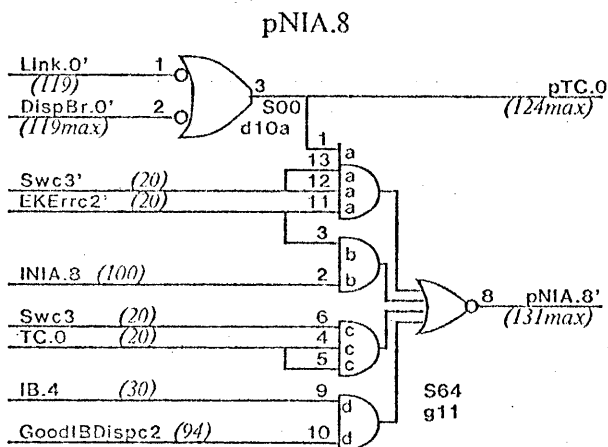 pNIA.8
Link.0' 1
(119)
3
pTC.0
DispBr.0' 2
(119max)
S00
d10a
(124max)
1 a
13
Swc3' (20) 12 a
a
EKErrc2' (20) 11 a
3 b
INIA.8 (100) 2 b
8 pNIA.8'
(131max)
Swc3 (20) 6 c
TC.0 (20) 4 c
5 c
IB.4 (30) 9 d
S64
g11
GoodIBDispc2 (94) 10 d